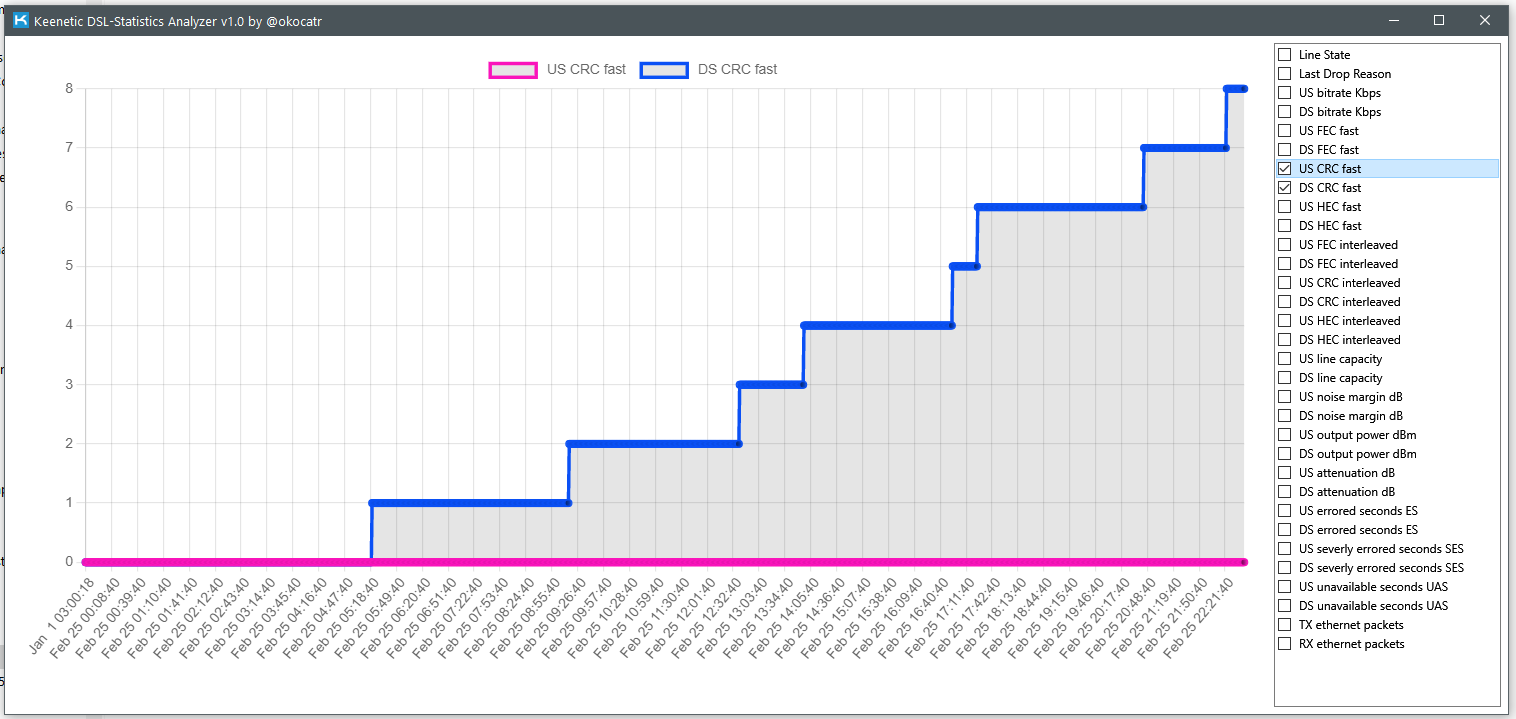 Keenetic DSL-Statistics Analyzer v1.0 by @okocatr
US CRC fast DS CRC fast
8
7
6
5
4
3
2
1
0
Jan 1 03:00:18
Feb 25 00:08:40
Feb 25 00:39:40
Feb 25 01:10:40
Feb 25 01:41:40
Feb 25 02:12:40
Feb 25 02:43:40
Feb 25 03:14:40
Feb 25 03:45:40
Feb 25 04:16:40
Feb 25 04:47:40
Feb 25 05:18:40
Feb 25 05:49:40
Feb 25 06:20:40
Feb 25 06:51:40
Feb 25 07:22:40
Feb 25 07:53:40
Feb 25 08:24:40
Feb 25 08:55:40
Feb 25 09:26:40
Feb 25 09:57:40
Feb 25 10:28:40
Feb 25 10:59:40
Feb 25 11:30:40
Feb 25 12:01:40
Feb 25 12:32:40
Feb 25 13:03:40
Feb 25 13:34:40
Feb 25 14:05:40
Feb 25 14:36:40
Feb 25 15:07:40
Feb 25 15:38:40
Feb 25 16:09:40
Feb 25 16:40:40
Feb 25 17:11:40
Feb 25 17:42:40
Feb 25 18:13:40
Feb 25 18:44:40
Feb 25 19:15:40
Feb 25 19:46:40
Feb 25 20:17:40
Feb 25 20:48:40
Feb 25 21:19:40
Feb 25 21:50:40
Feb 25 22:21:40
Line State
Last Drop Reason
US bitrate Kbps
DS bitrate Kbps
US FEC fast
DS FEC fast
US CRC fast
DS CRC fast
US HEC fast
DS HEC fast
US FEC interleaved
DS FEC interleaved
US CRC interleaved
DS CRC interleaved
US HEC interleaved
DS HEC interleaved
US line capacity
DS line capacity
US noise margin dB
DS noise margin dB
US output power dBm
DS output power dBm
US attenuation dB
DS attenuation dB
US errored seconds ES
DS errored seconds ES
US severly errored seconds SES
DS severly errored seconds SES
US unavailable seconds UAS
DS unavailable seconds UAS
TX ethernet packets
RX ethernet packets